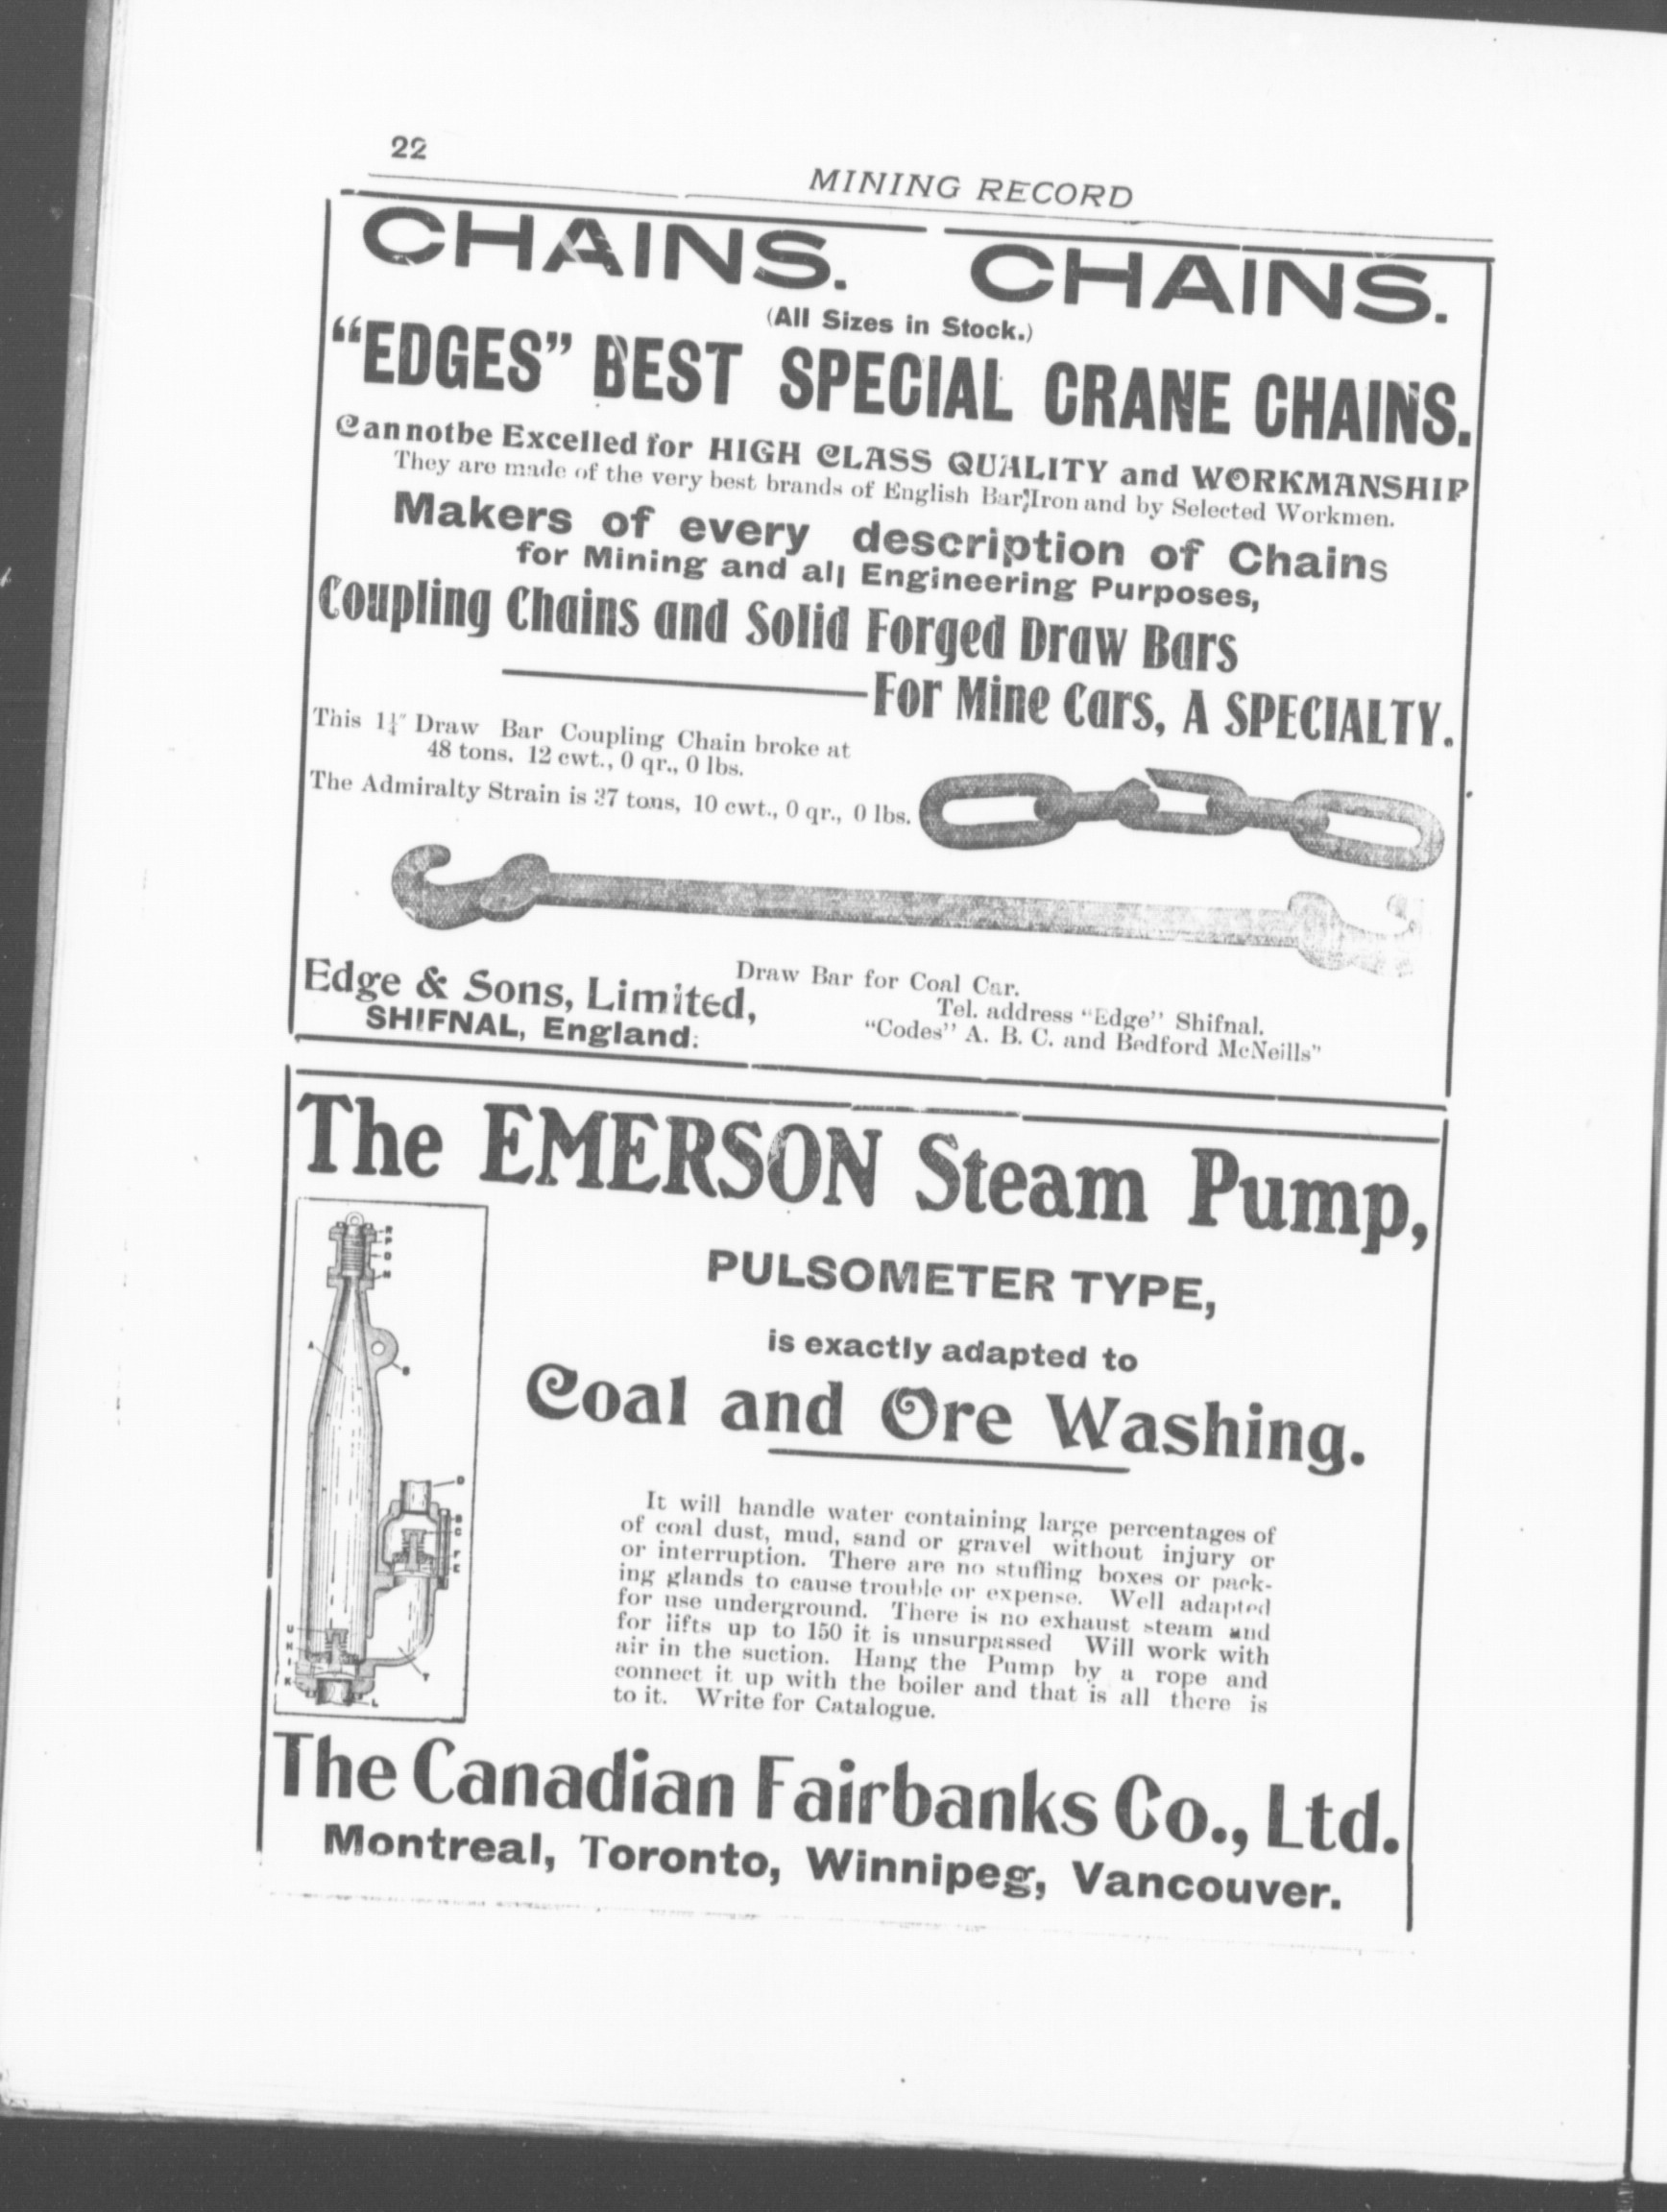 22
MINING RECORD
CHAINS. CHAINS.
(All Sizes in Stock.)
“EDGES” BEST SPECIAL CRANE CHAINS.
Cannotbe Excelled for HIGH CLASS QUALITY and WORKMANSHIP
They are made of the very best brands of English Bar Iron and by Selected Workmen.
Makers of every description of Chains
for Mining and all Engineering Purposes,
Coupling Chains and Solid Forged Draw Bars
For Mine Cars, A SPECIALTY.
This 1¼″ Draw Bar Coupling Chain broke at
48 tons. 12 cwt., 0 qr., 0 lbs.
The Admiralty Strain is 27 tons, 10 cwt., 0 qr., 0 lbs.
Draw Bar for Coal Car.
Edge & Sons, Limited,
SHIFNAL, England.
Tel. address “Edge” Shifnal.
“Codes” A. B. C. and Bedford McNeills”
The EMERSON Steam Pump,
PULSOMETER TYPE,
is exactly adapted to
Coal and Ore Washing.
R
P
O
N
A
S
D
B
C
F
E
U
H
I
K
T
L
It will handle water containing large percentages of
of coal dust, mud, sand or gravel without injury or
or interruption. There are no stuffing boxes or pack-
ing glands to cause trouble or expense. Well adapted
for use underground. There is no exhaust steam and
for lifts up to 150 it is unsurpassed Will work with
air in the suction. Hang the Pump by a rope and
connect it up with the boiler and that is all there is
to it. Write for Catalogue.
The Canadian Fairbanks Co., Ltd.
Montreal, Toronto, Winnipeg, Vancouver.